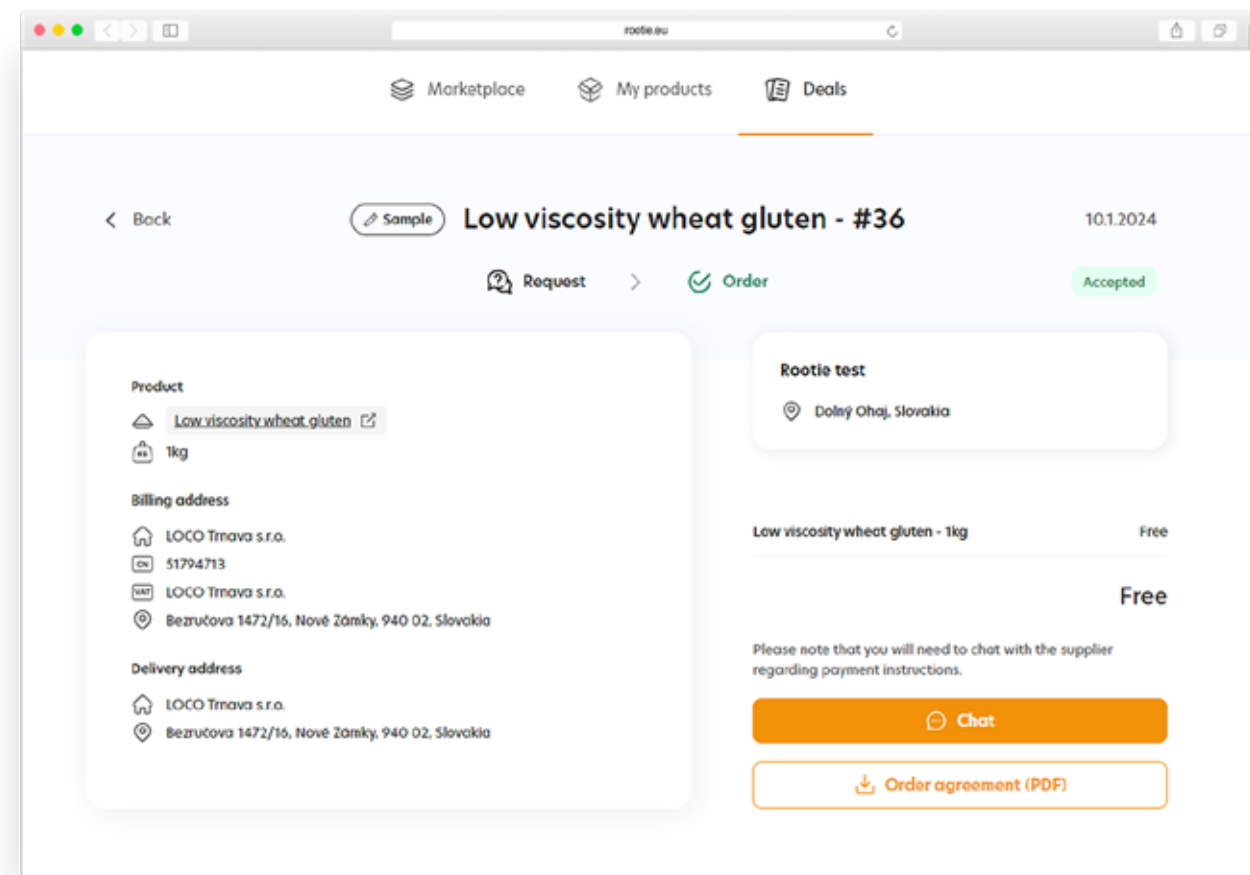 rootie.eu
Marketplace
My products
Deals
Back
Sample
Low viscosity wheat gluten - #36
10.1.2024
Request
Order
Accepted
Product
Low viscosity wheat gluten
KG
1kg
Billing address
LOCO Trnava s.r.o.
CN
51794713
VAT
LOCO Trnava s.r.o.
Bezručova 1472/16, Nové Zámky, 940 02, Slovakia
Delivery address
LOCO Trnava s.r.o.
Bezručova 1472/16, Nové Zámky, 940 02, Slovakia
Rootie test
Dolný Ohaj, Slovakia
Low viscosity wheat gluten - 1kg
Free
Free
Please note that you will need to chat with the supplier
regarding payment instructions.
Chat
Order agreement (PDF)